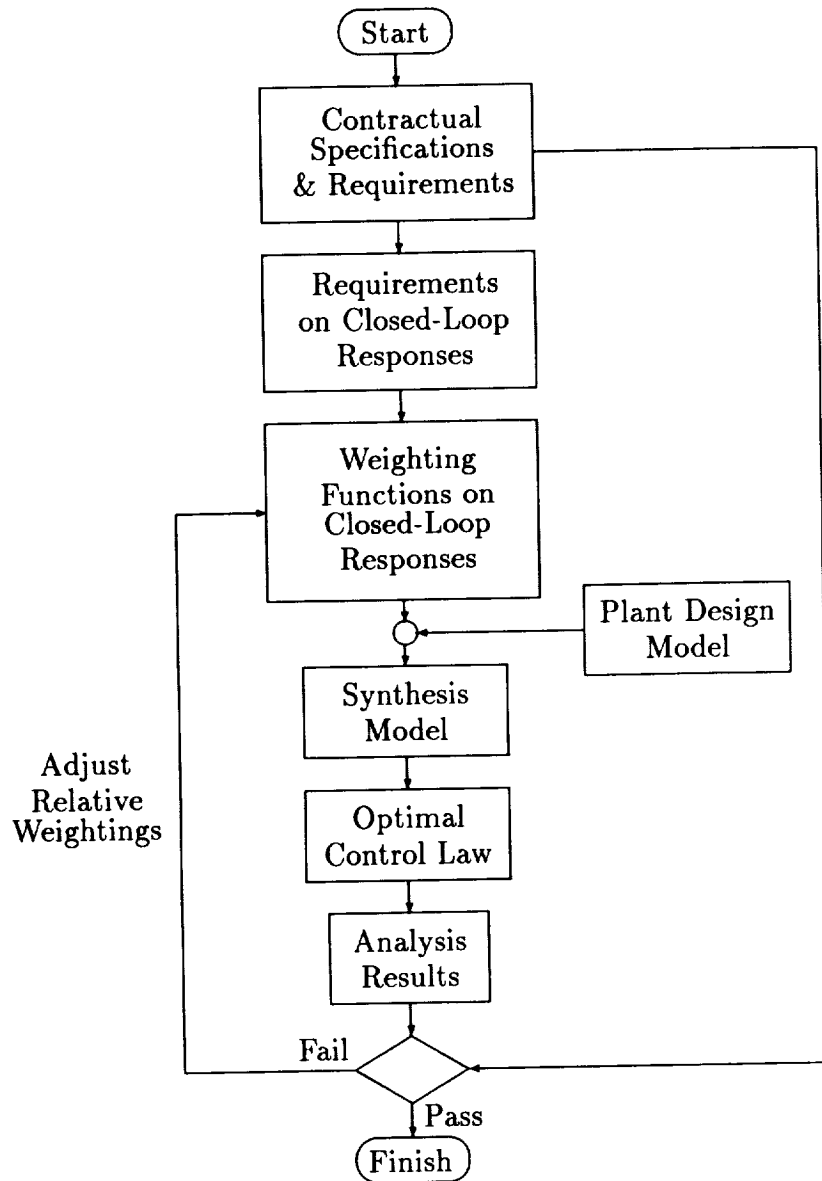 Start
Contractual
Specifications
& Requirements
Requirements
on Closed-Loop
Responses
Weighting
Functions on
Closed-Loop
Responses
Plant Design
Model
Synthesis
Model
Adjust
Relative
Weightings
Optimal
Control Law
Analysis
Results
Fail
Pass
Finish